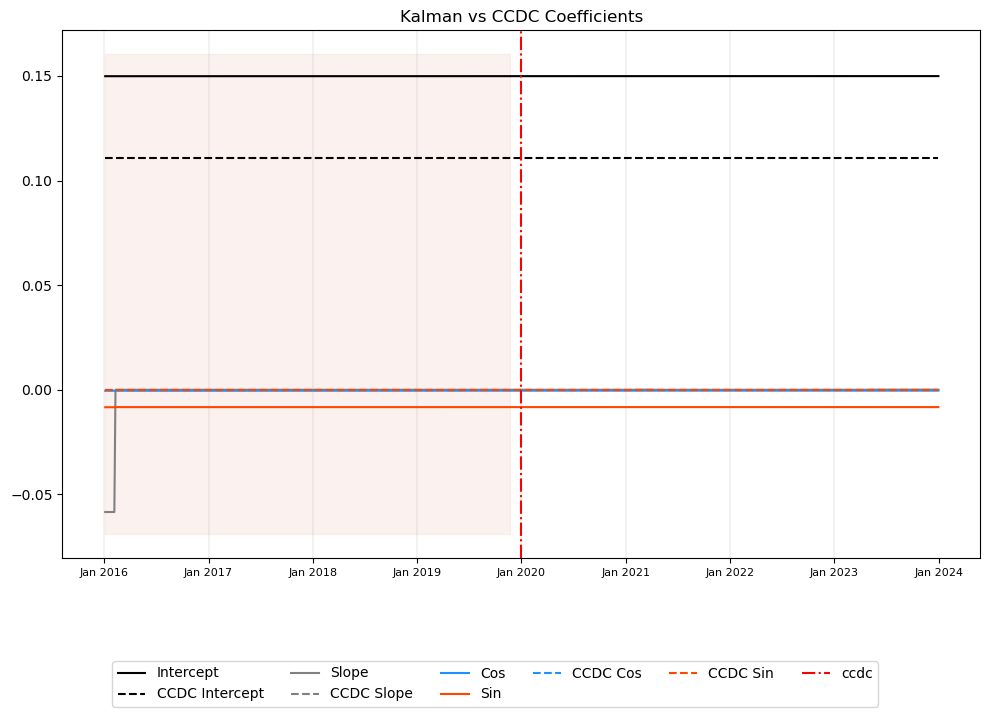 Kalman vs CCDC Coefficients
0.15
0.10
0.05
0.00
−0.05
Jan 2016 Jan 2017 Jan 2018 Jan 2019 Jan 2020 Jan 2021 Jan 2022 Jan 2023 Jan 2024
Intercept Slope Cos CCDC Cos CCDC Sin ccdc
CCDC Intercept CCDC Slope Sin